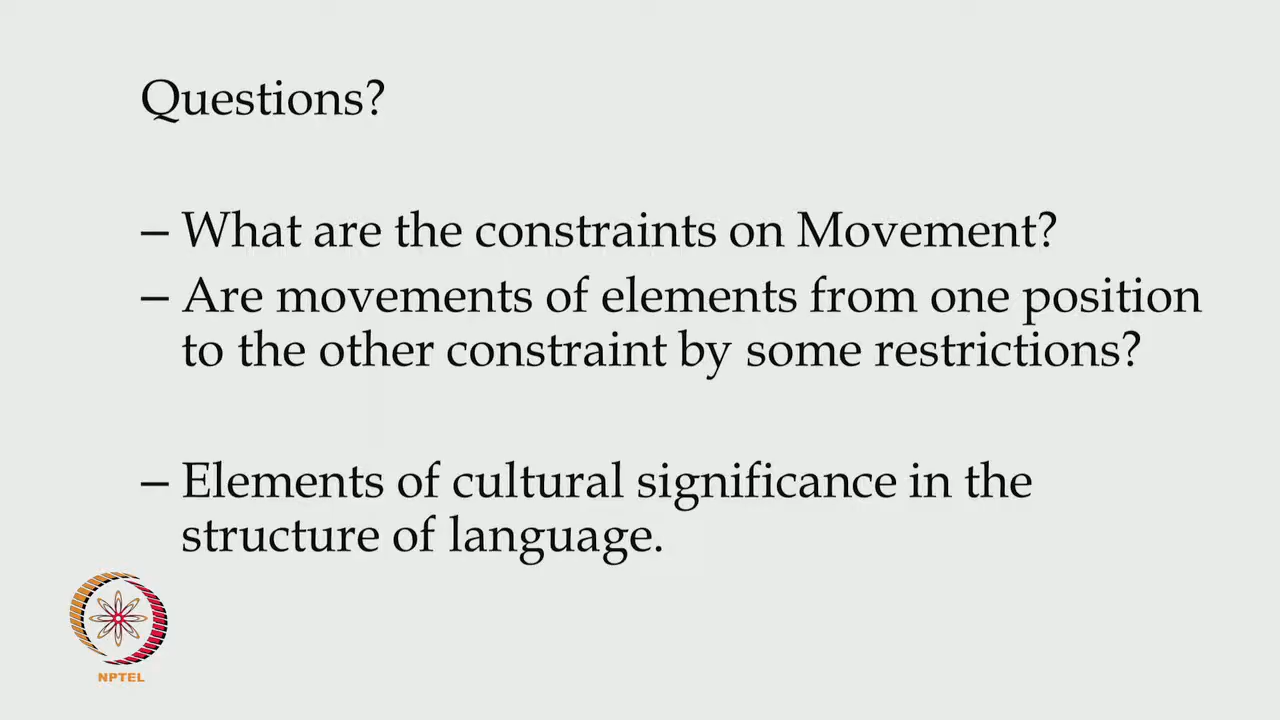 Questions?
– What are the constraints on Movement?
– Are movements of elements from one position
to the other constraint by some restrictions?
– Elements of cultural significance in the
structure of language.
NPTEL